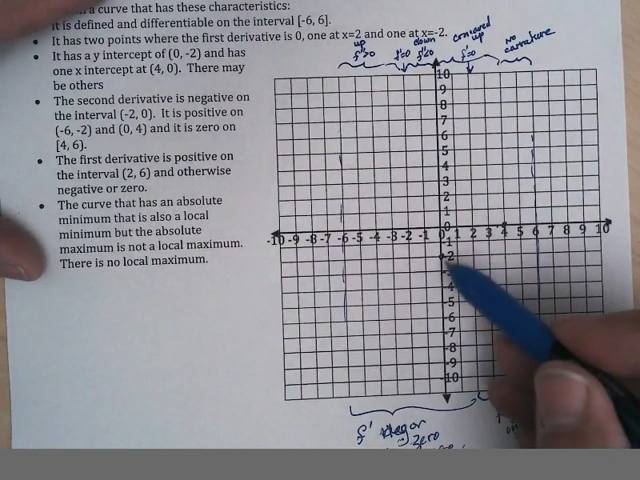 a curve that has these characteristics:
It is defined and differentiable on the interval [-6, 6].
It has two points where the first derivative is 0, one at x=2 and one at x=-2.
It has a y intercept of (0, -2) and has
one x intercept at (4, 0). There may
be others
The second derivative is negative on
the interval (-2, 0). It is positive on
(-6, -2) and (0, 4) and it is zero on
[4, 6).
The first derivative is positive on
the interval (2, 6) and otherwise
negative or zero.
The curve has an absolute
minimum that is also a local
minimum but the absolute
maximum is not a local maximum.
There is no local maximum.
up
f">0
f'=0
down
f"<0
f'=0
up
no
10
9
8
7
6
5
4
3
2
1
0
-10 -9 -8 -7 -6 -5 -4 -3 -2 -1 0 1 2 3 4 5 6 7 8 9 10
-1
-2
-4
-5
-6
-7
-8
-9
-10
f'
zero